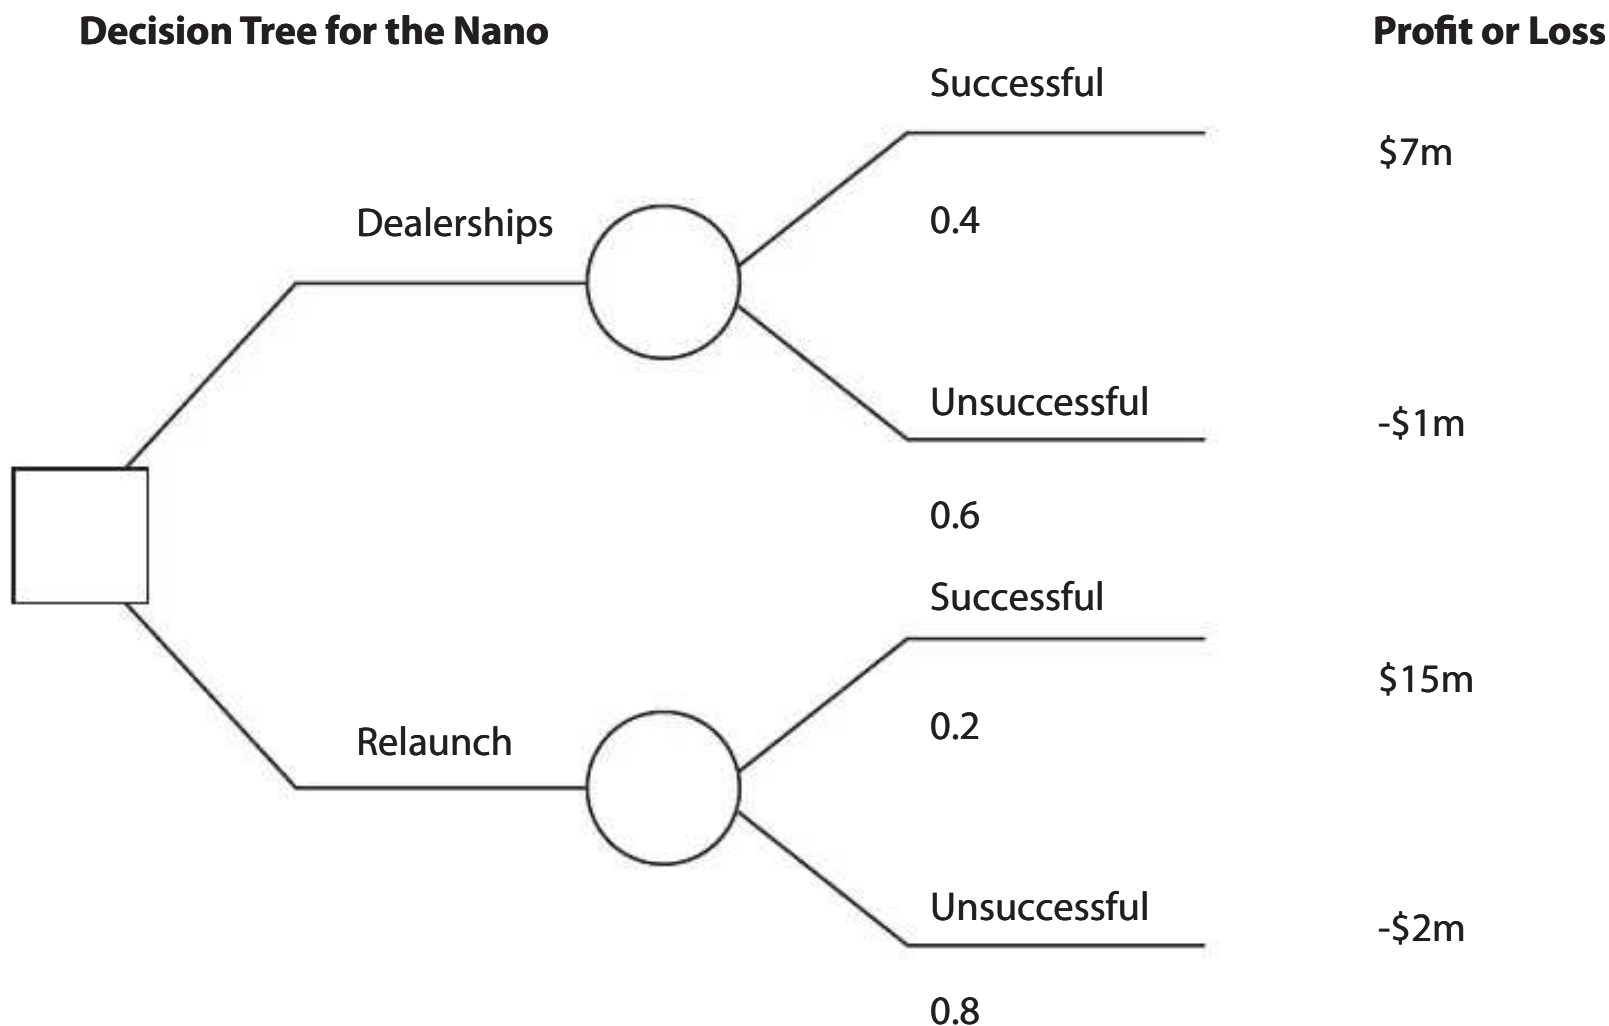 Decision Tree for the Nano
Profit or Loss
Successful
$7m
0.4
Dealerships
Unsuccessful
-$1m
0.6
Successful
$15m
0.2
Relaunch
Unsuccessful
-$2m
0.8